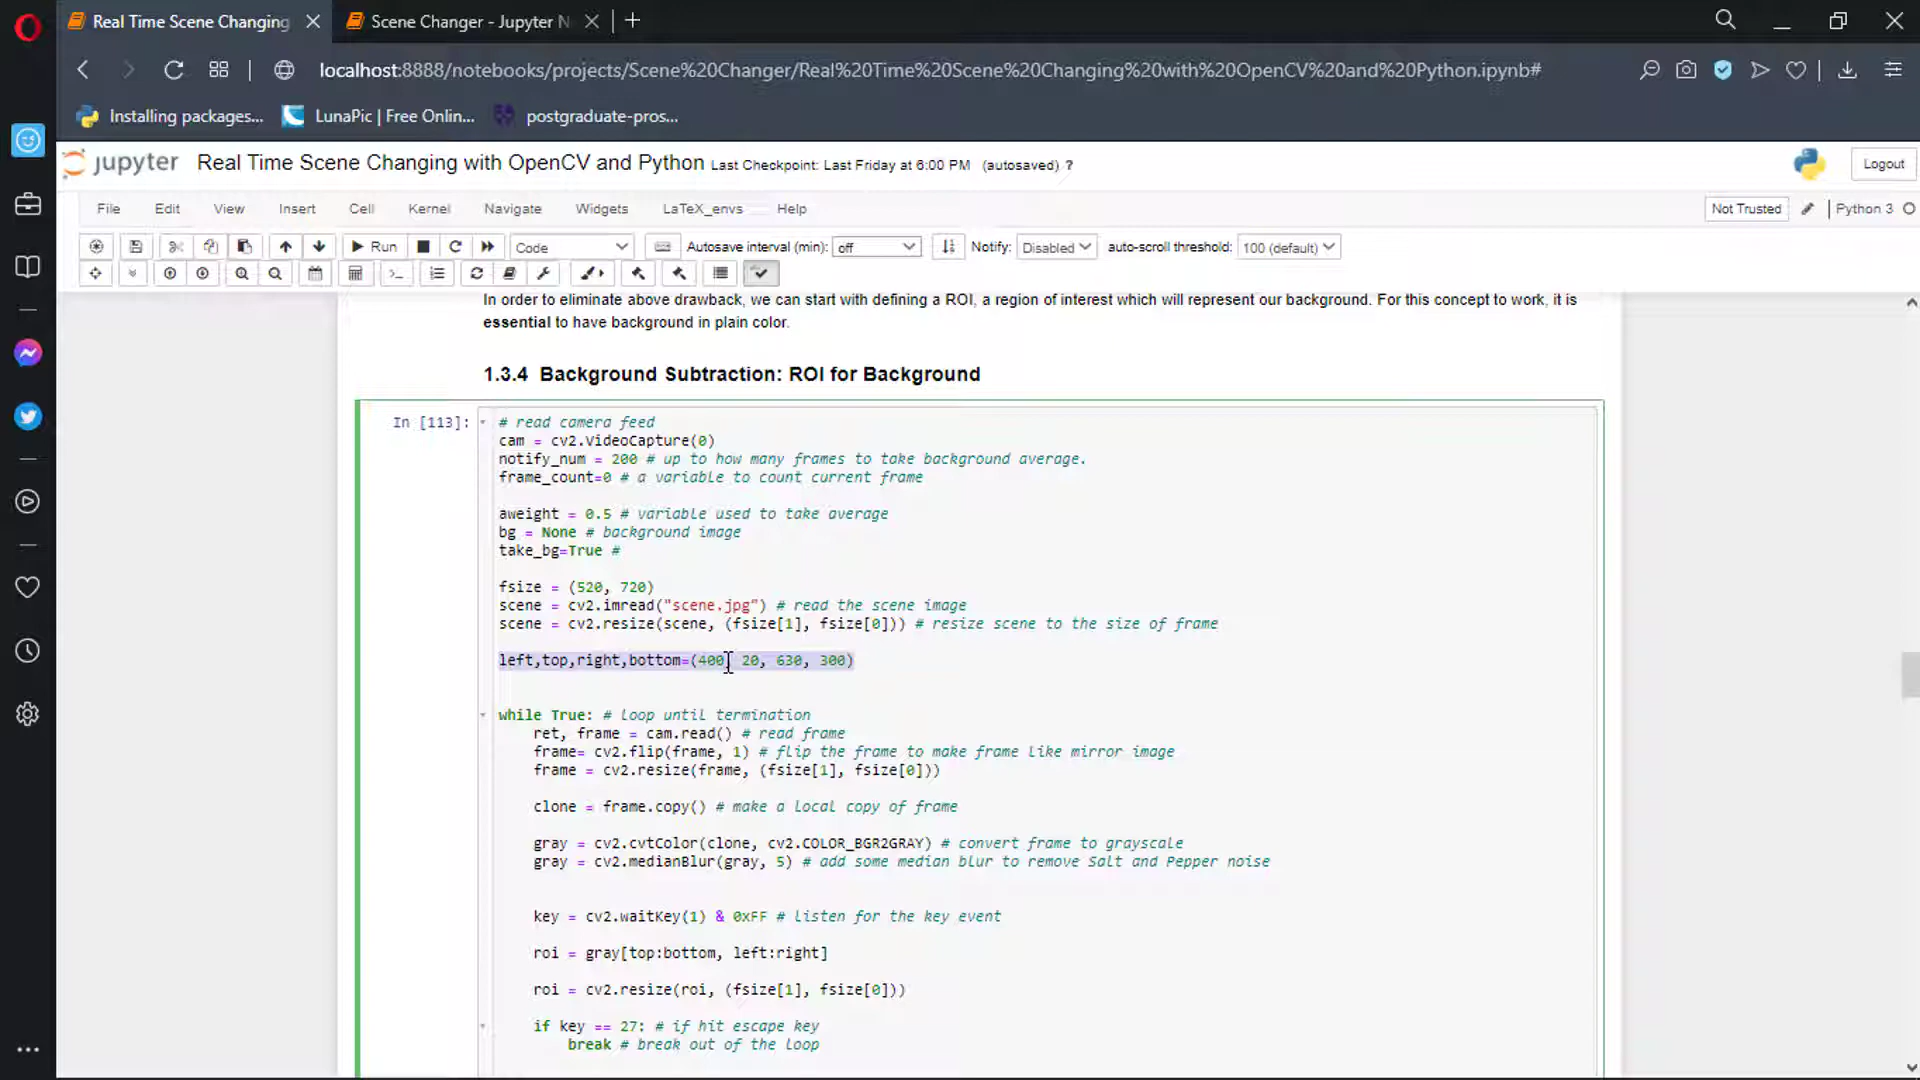 Real Time Scene Changing
Scene Changer - Jupyter N
localhost:8888/notebooks/projects/Scene%20Changer/Real%20Time%20Scene%20Changing%20with%20OpenCV%20and%20Python.ipynb#
Installing packages...
LunaPic | Free Onlin...
postgraduate-pros...
jupyter
Real Time Scene Changing with OpenCV and Python Last Checkpoint: Last Friday at 6:00 PM (autosaved) ?
Logout
File Edit View Insert Cell Kernel Navigate Widgets LaTeX_envs Help
Not Trusted
Python 3
Run
Code
Autosave interval (min): off
Notify: Disabled
auto-scroll threshold: 100 (default)
In order to eliminate above drawback, we can start with defining a ROI, a region of interest which will represent our background. For this concept to work, it is
essential to have background in plain color.
1.3.4 Background Subtraction: ROI for Background
In [113]:
# read camera feed
cam = cv2.VideoCapture(0)
notify_num = 200 # up to how many frames to take background average.
frame_count=0 # a variable to count current frame
aweight = 0.5 # variable used to take average
bg = None # background image
take_bg=True #
fsize = (520, 720)
scene = cv2.imread("scene.jpg") # read the scene image
scene = cv2.resize(scene, (fsize[1], fsize[0])) # resize scene to the size of frame
left,top,right,bottom=(400, 20, 630, 300)
while True: # loop until termination
ret, frame = cam.read() # read frame
frame= cv2.flip(frame, 1) # flip the frame to make frame like mirror image
frame = cv2.resize(frame, (fsize[1], fsize[0]))
clone = frame.copy() # make a local copy of frame
gray = cv2.cvtColor(clone, cv2.COLOR_BGR2GRAY) # convert frame to grayscale
gray = cv2.medianBlur(gray, 5) # add some median blur to remove Salt and Pepper noise
key = cv2.waitKey(1) & 0xFF # listen for the key event
roi = gray[top:bottom, left:right]
roi = cv2.resize(roi, (fsize[1], fsize[0]))
if key == 27: # if hit escape key
break # break out of the loop